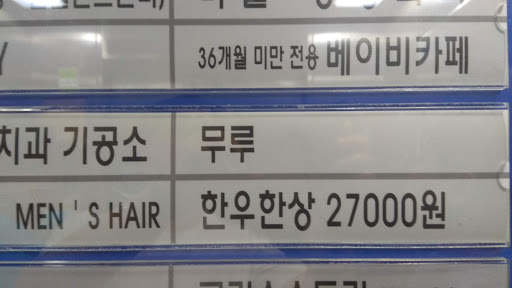 Y 36개월 미만 전용 베이비카페
치과 기공소 무루
MEN'S HAIR 한우한상 27000원